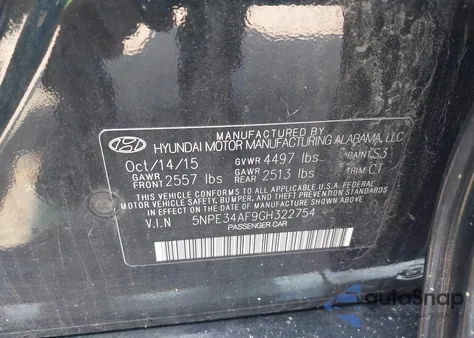 MANUFACTURED BY
HYUNDAI MOTOR MANUFACTURING ALABAMA, LLC
Oct/14/15 GVWR 4497 lbs PAINT S3
GAWR FRONT 2557 lbs GAWR REAR 2513 lbs TRIM CT
THIS VEHICLE CONFORMS TO ALL APPLICABLE U.S.A. FEDERAL
MOTOR VEHICLE SAFETY, BUMPER, AND THEFT PREVENTION STANDARDS
IN EFFECT ON THE DATE OF MANUFACTURE SHOWN ABOVE.
V.I.N 5NPE34AF9GH322754
PASSENGER CAR
autoSnap